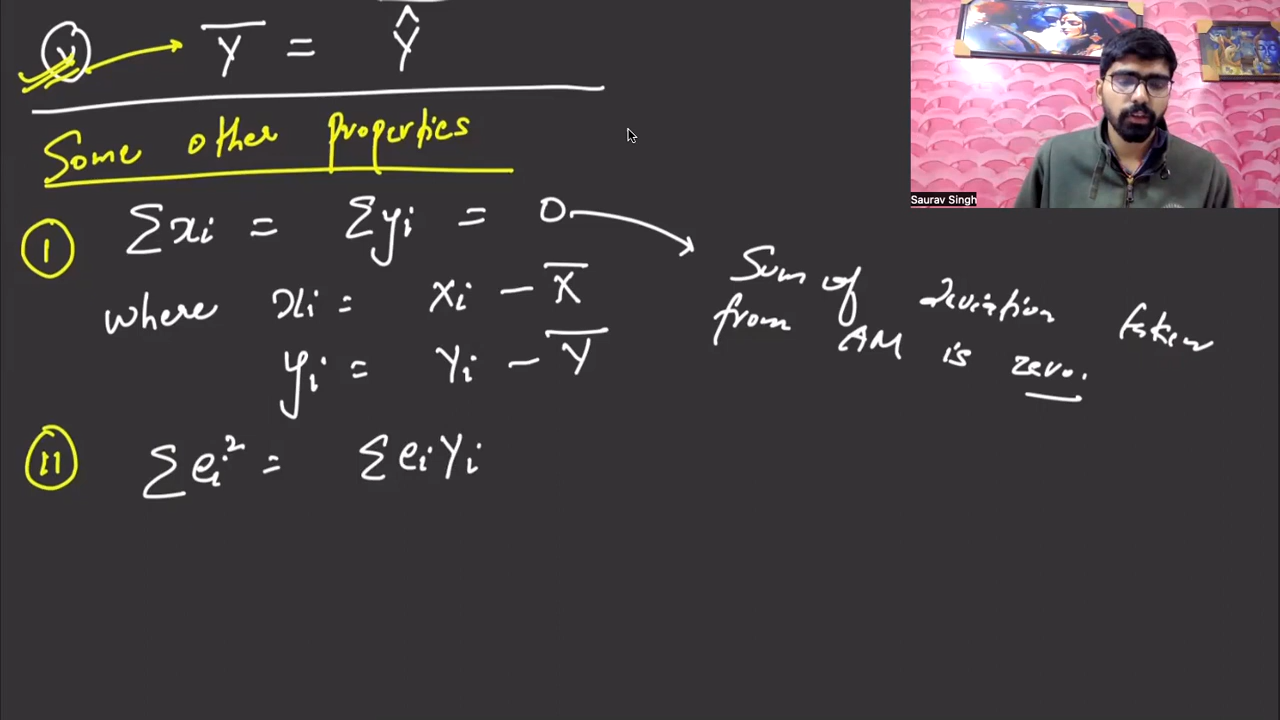 (v) Y̅ = Ŷ̅
Some other properties
(I) Σxi = Σyi = 0
where xi = Xi - X̅
yi = Yi - Y̅
Sum of deviation taken
from AM is zero.
(II) Σei² = ΣeiYi
Saurav Singh